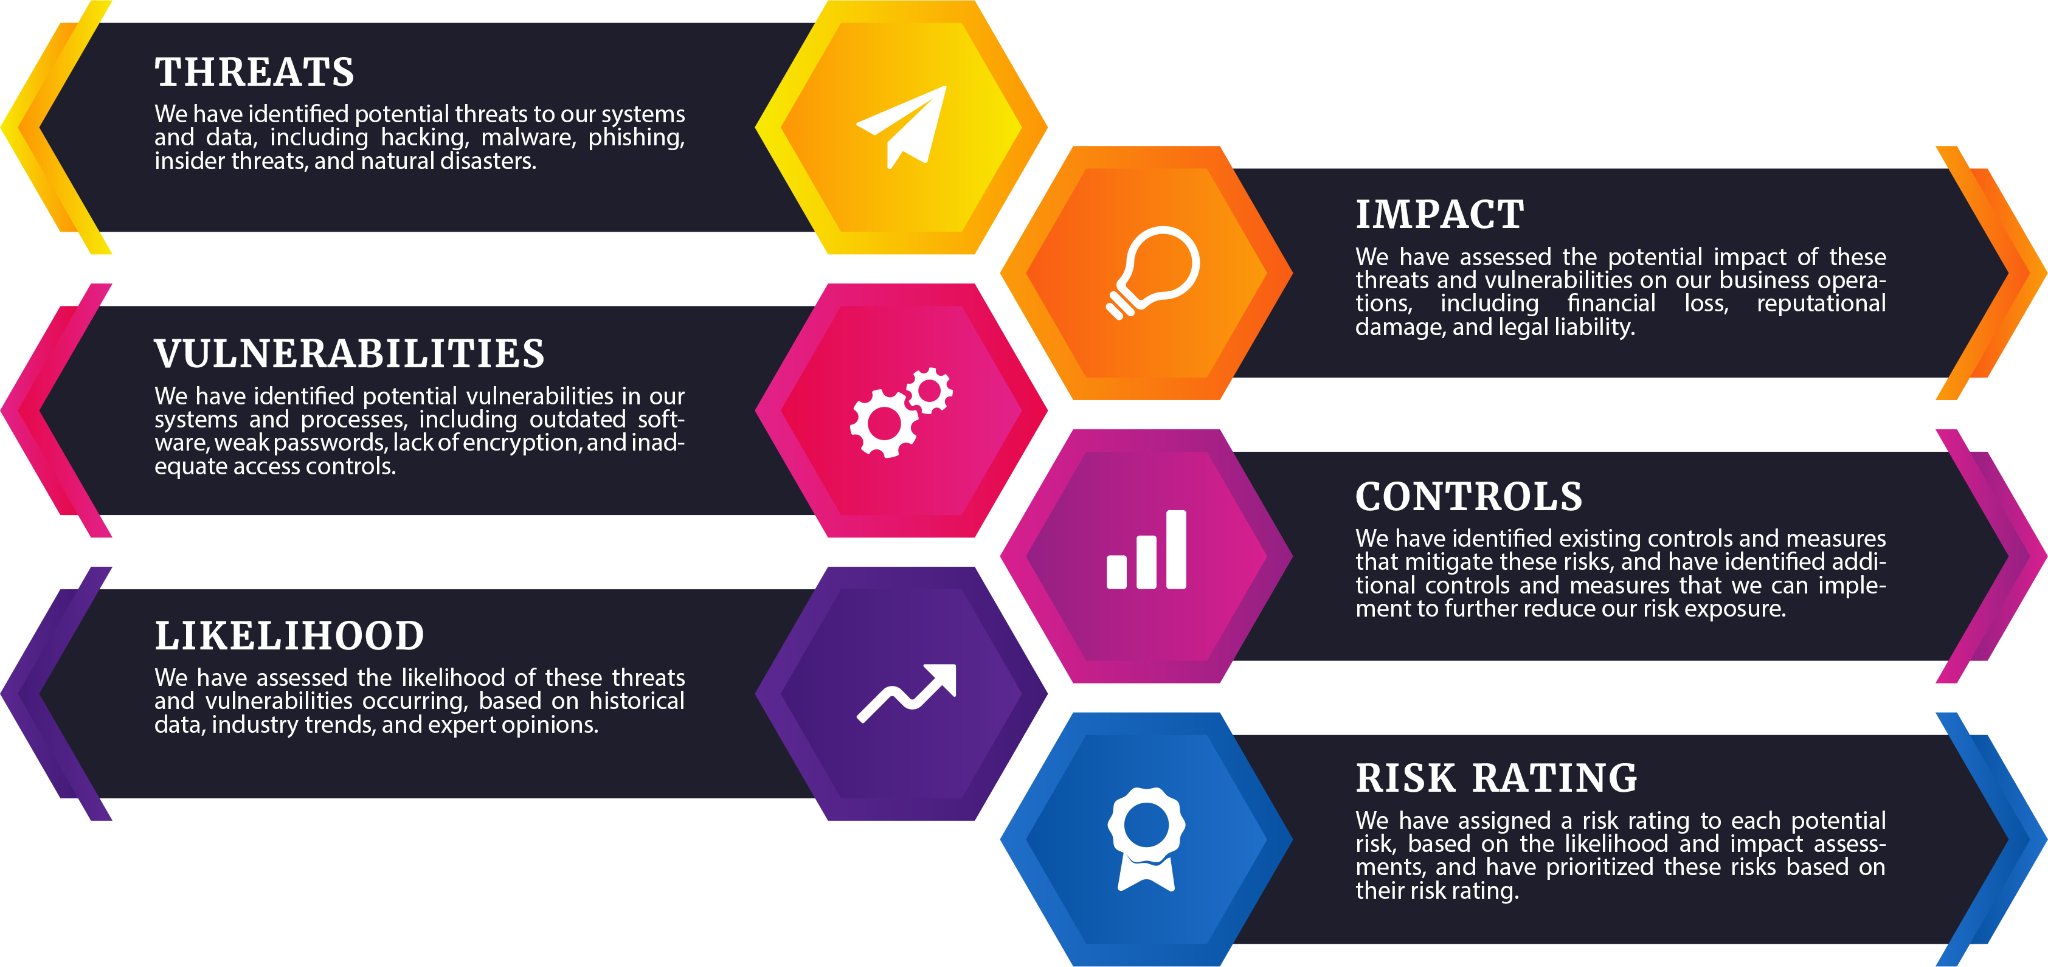 THREATS
We have identified potential threats to our systems
and data, including hacking, malware, phishing,
insider threats, and natural disasters.
IMPACT
We have assessed the potential impact of these
threats and vulnerabilities on our business opera-
tions, including financial loss, reputational
damage, and legal liability.
VULNERABILITIES
We have identified potential vulnerabilities in our
systems and processes, including outdated soft-
ware, weak passwords, lack of encryption, and inad-
equate access controls.
CONTROLS
We have identified existing controls and measures
that mitigate these risks, and have identified addi-
tional controls and measures that we can imple-
ment to further reduce our risk exposure.
LIKELIHOOD
We have assessed the likelihood of these threats
and vulnerabilities occurring, based on historical
data, industry trends, and expert opinions.
RISK RATING
We have assigned a risk rating to each potential
risk, based on the likelihood and impact assess-
ments, and have prioritized these risks based on
their risk rating.